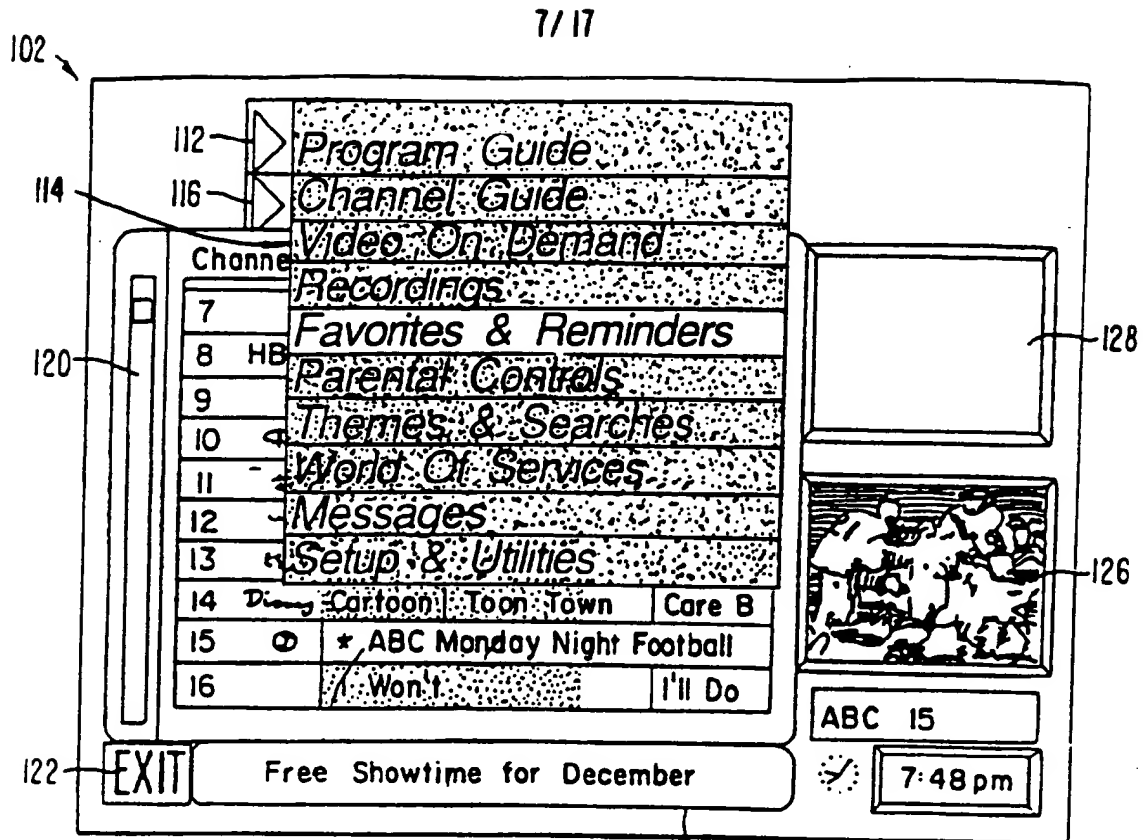 7/17
102
112
Program Guide
116
Channel Guide
114
Video On Demand
Channe
Recordings
7
Favorites & Reminders
128
8 HB
Parental Controls
120
9
Themes & Searches
10
World Of Services
11
Messages
12
Setup & Utilities
13
126
14 Disney Cartoon Toon Town Care B
15 * ABC Monday Night Football
16 I Won't I'll Do
ABC 15
122
EXIT
Free Showtime for December
7:48 pm